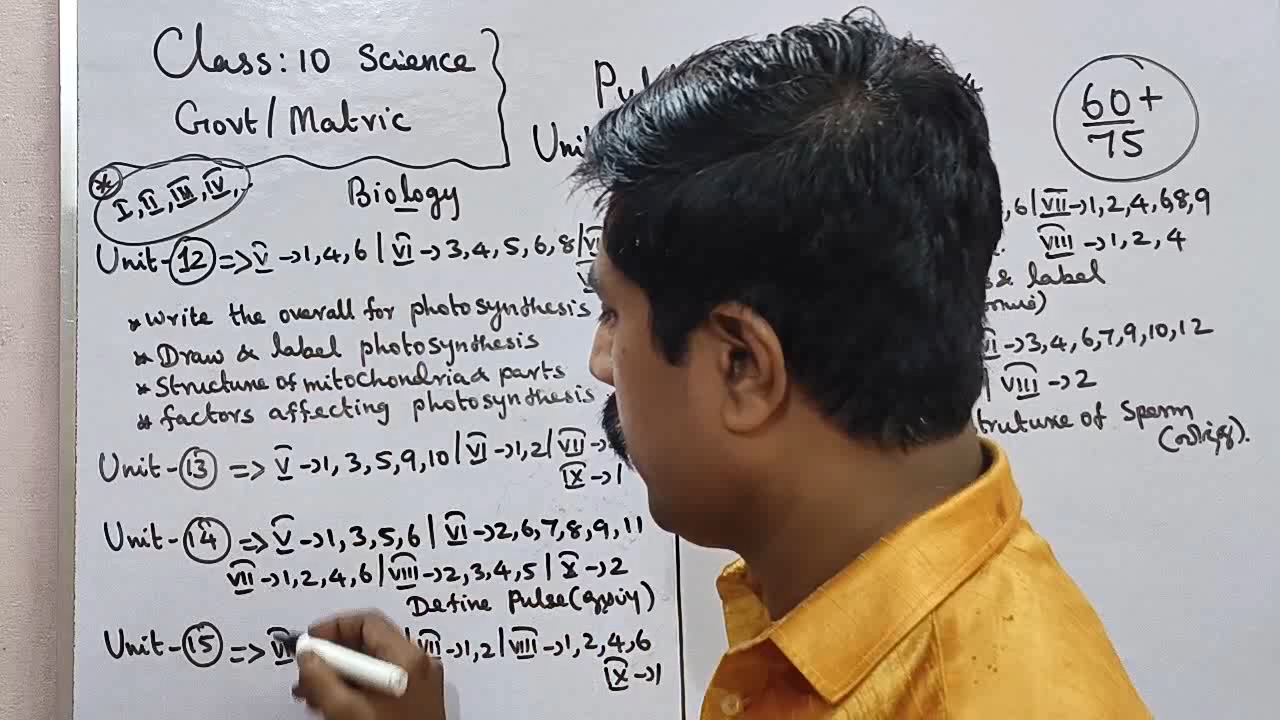 Class: 10 Science
Govt/Matric
60+
75
* I, II, III, IV,
Biology
Unit-12 => V → 1, 4, 6 | VI → 3, 4, 5, 6, 8 |
* Write the overall for photosynthesis
* Draw & label photosynthesis
* Structure of mitochondria & parts
* factors affecting photosynthesis
Unit-13 => V → 1, 3, 5, 9, 10 | VI → 1, 2 | VII →
IX → 1
Unit-14 => V → 1, 3, 5, 6 | VI → 2, 6, 7, 8, 9, 11
VII → 1, 2, 4, 6 | VIII → 2, 3, 4, 5 | X → 2
Define Pulse
Unit-15 => | VII → 1, 2 | VIII → 1, 2, 4, 6
IX → 1
, 6 | VII → 1, 2, 4, 6, 8, 9
VIII → 1, 2, 4
& label
→ 3, 4, 6, 7, 9, 10, 12
| VIII → 2
of Sperm